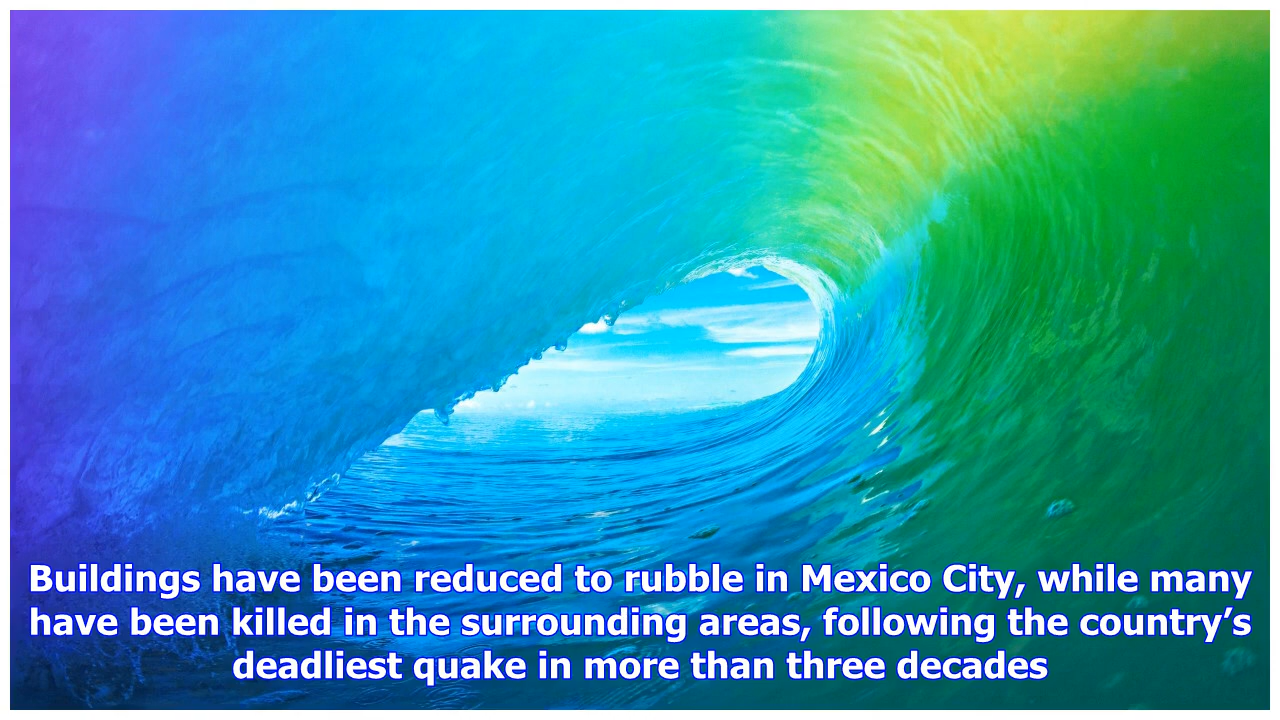 Buildings have been reduced to rubble in Mexico City, while many
have been killed in the surrounding areas, following the country’s
deadliest quake in more than three decades